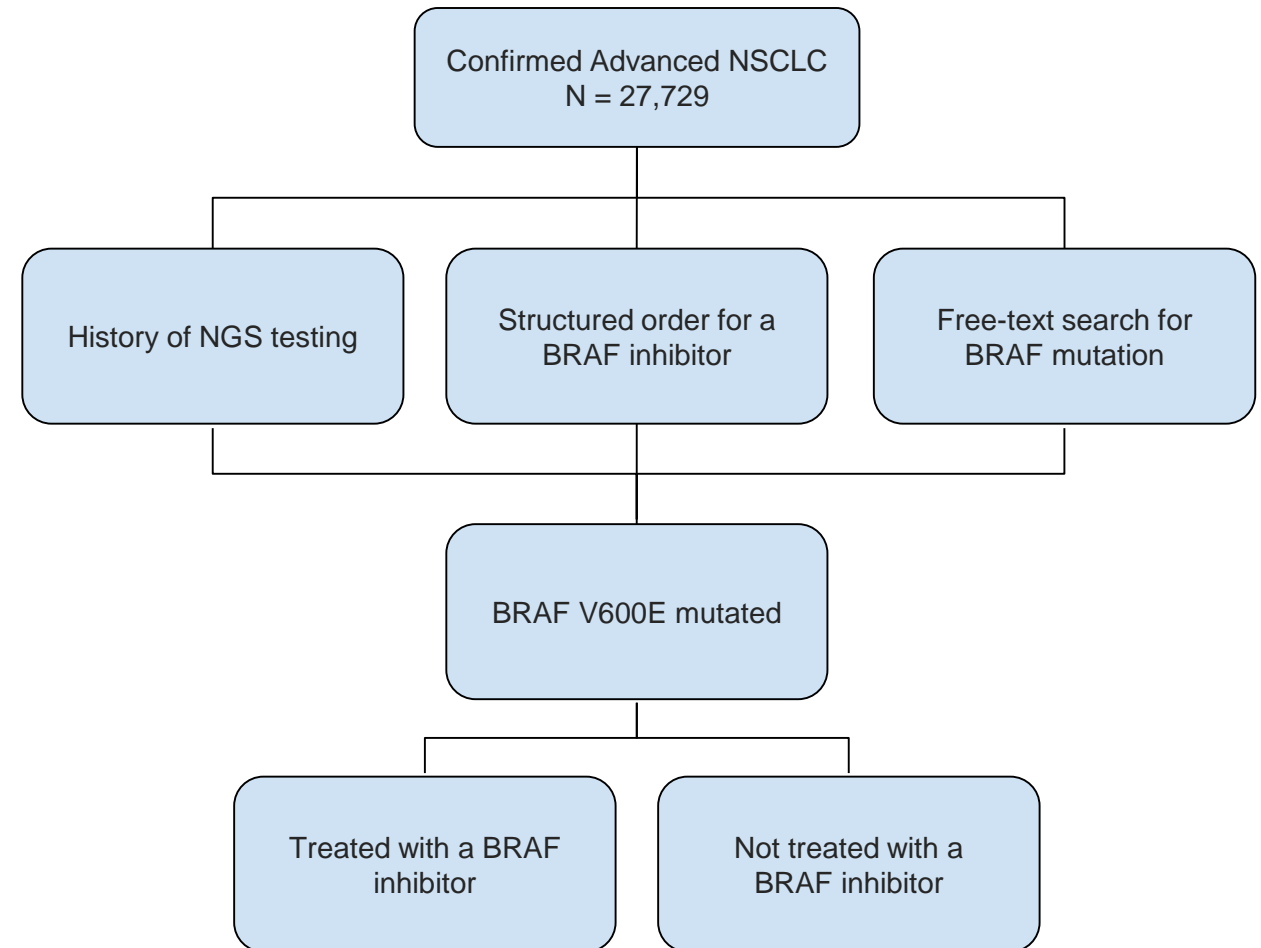 Confirmed Advanced NSCLC
N = 27,729
History of NGS testing
Structured order for a
BRAF inhibitor
Free-text search for
BRAF mutation
BRAF V600E mutated
Treated with a BRAF
inhibitor
Not treated with a
BRAF inhibitor